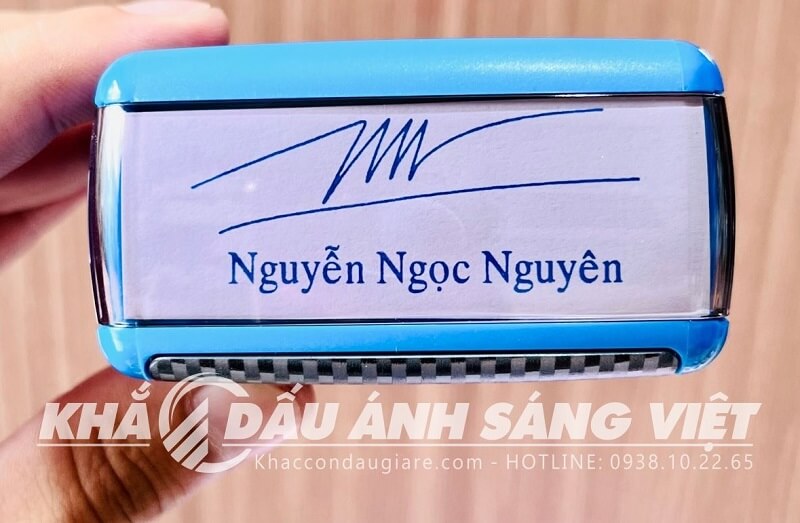 Nguyễn Ngọc Nguyên
KHẮC DẤU ÁNH SÁNG VIỆT
Khaccondaugiare.com - HOTLINE: 0938.10.22.65